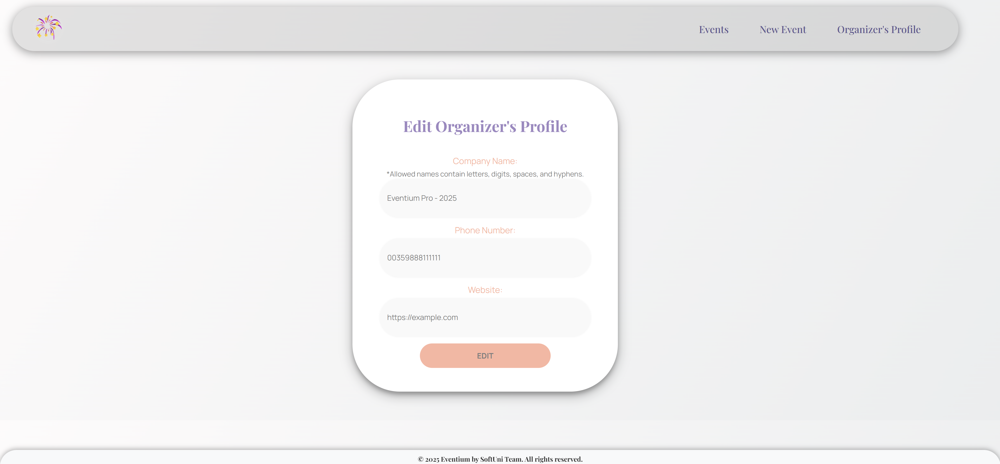 Events
New Event
Organizer's Profile
Edit Organizer's Profile
Company Name:
*Allowed names contain letters, digits, spaces, and hyphens.
Eventium Pro - 2025
Phone Number:
00359888111111
Website:
https://example.com
EDIT
© 2025 Eventium by SoftUni Team. All rights reserved.